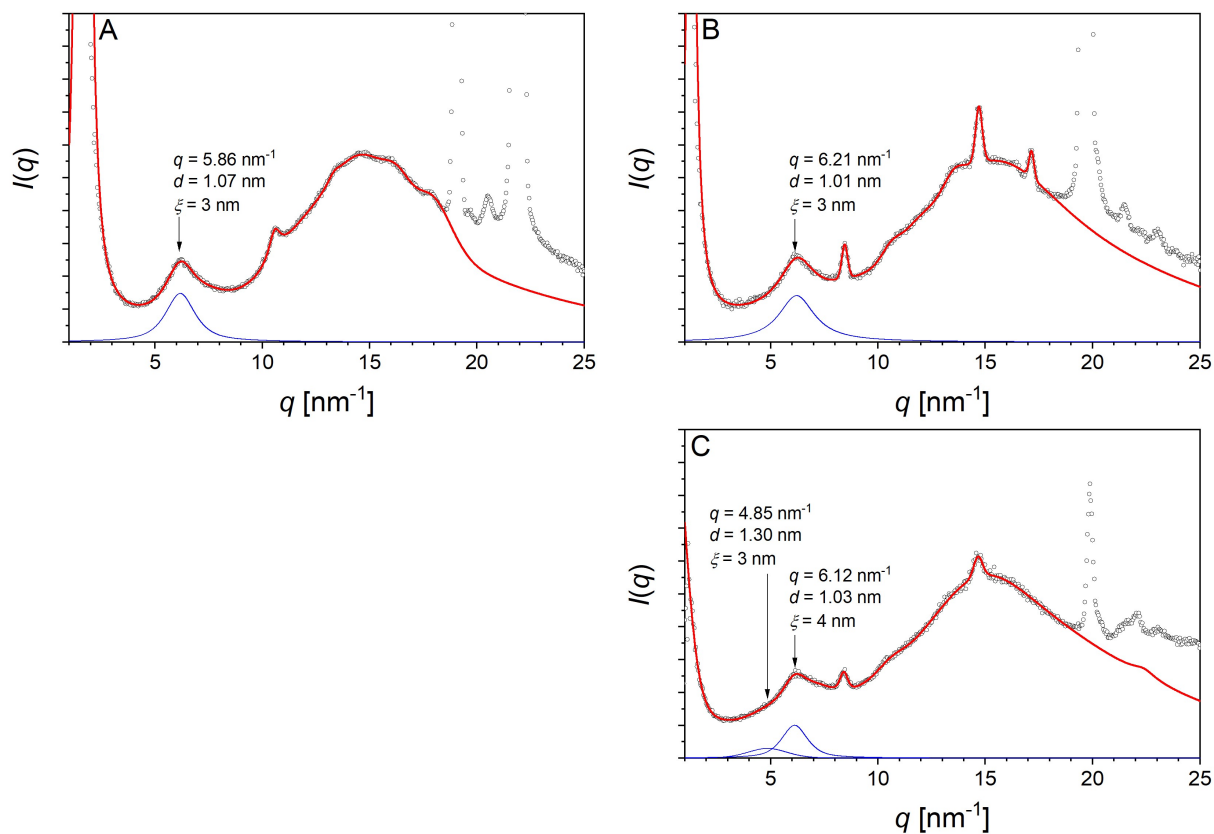 A
I(q)
q = 5.86 nm⁻¹
d = 1.07 nm
ξ = 3 nm
5 10 15 20 25
q [nm⁻¹]
B
I(q)
q = 6.21 nm⁻¹
d = 1.01 nm
ξ = 3 nm
5 10 15 20 25
q [nm⁻¹]
C
I(q)
q = 4.85 nm⁻¹
d = 1.30 nm
ξ = 3 nm
q = 6.12 nm⁻¹
d = 1.03 nm
ξ = 4 nm
5 10 15 20 25
q [nm⁻¹]